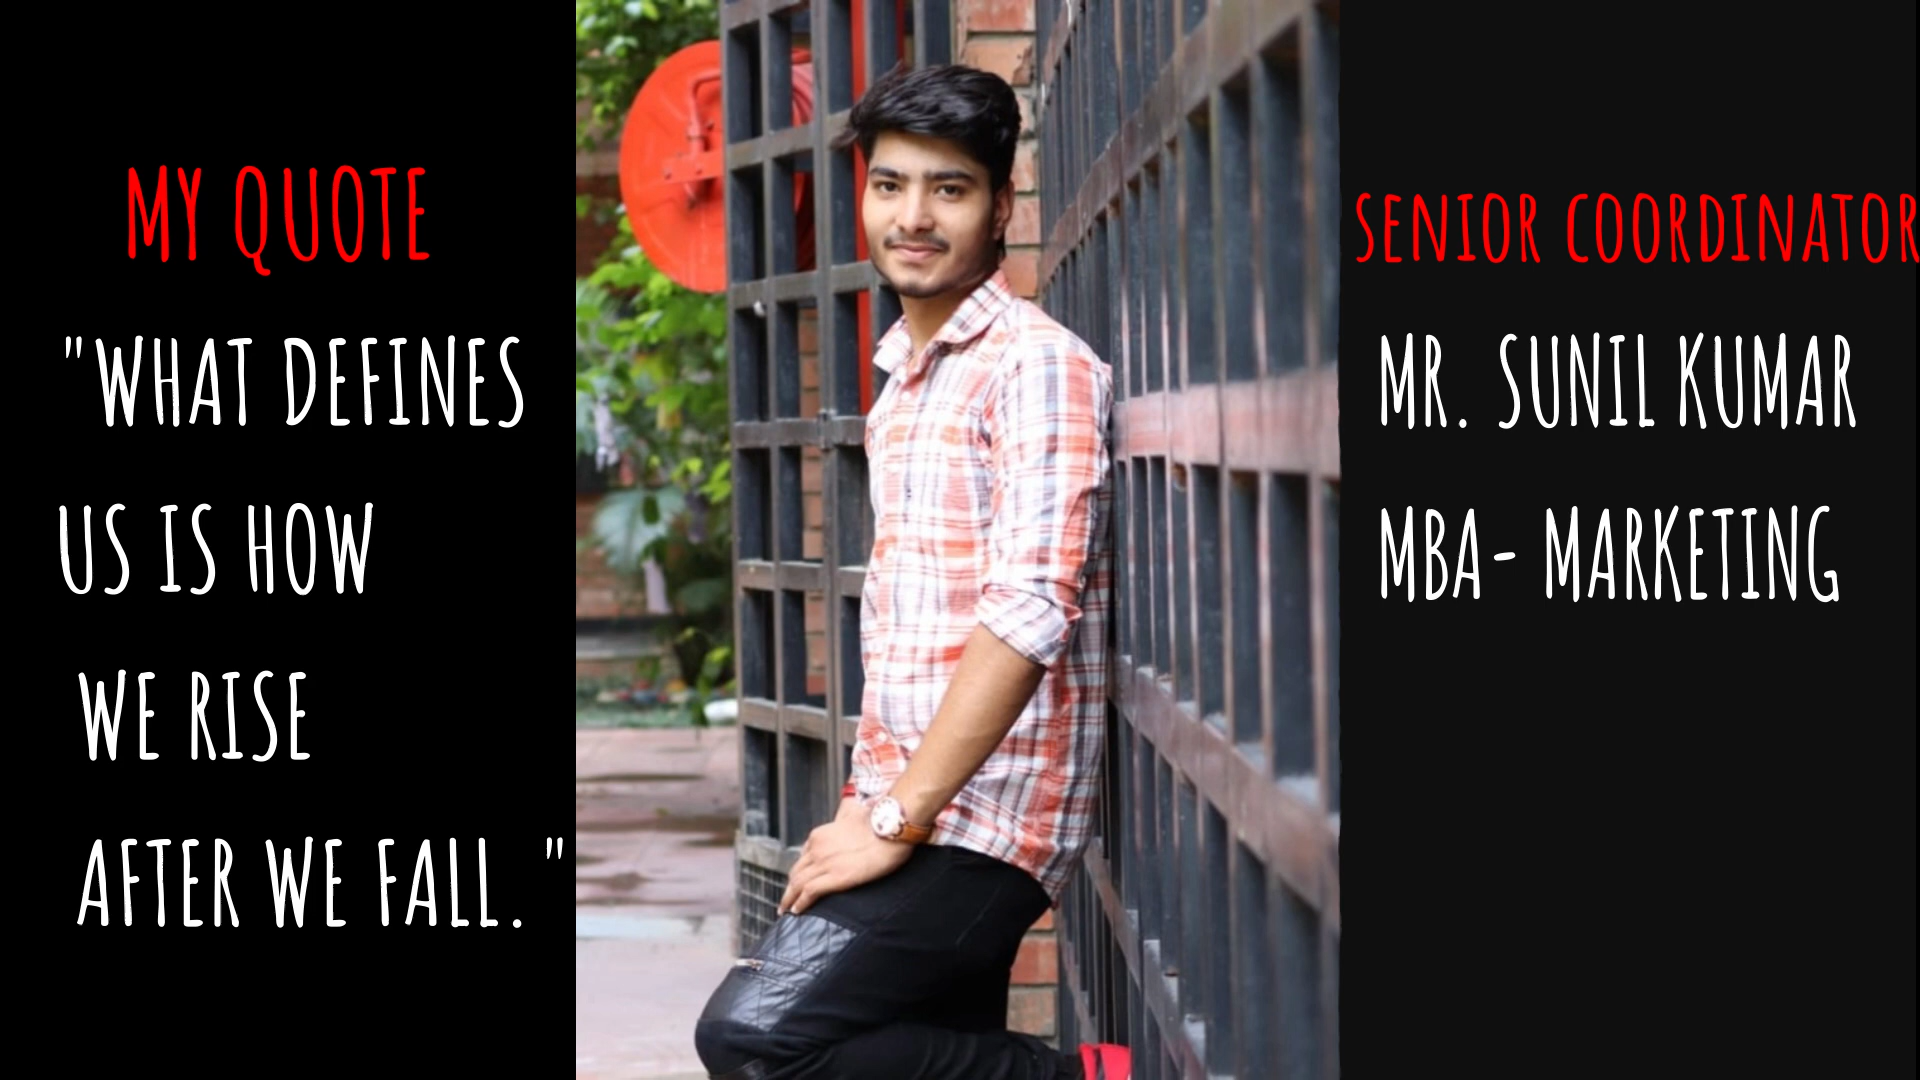 MY QUOTE
"WHAT DEFINES
US IS HOW
WE RISE
AFTER WE FALL."
SENIOR COORDINATOR
MR. SUNIL KUMAR
MBA- MARKETING